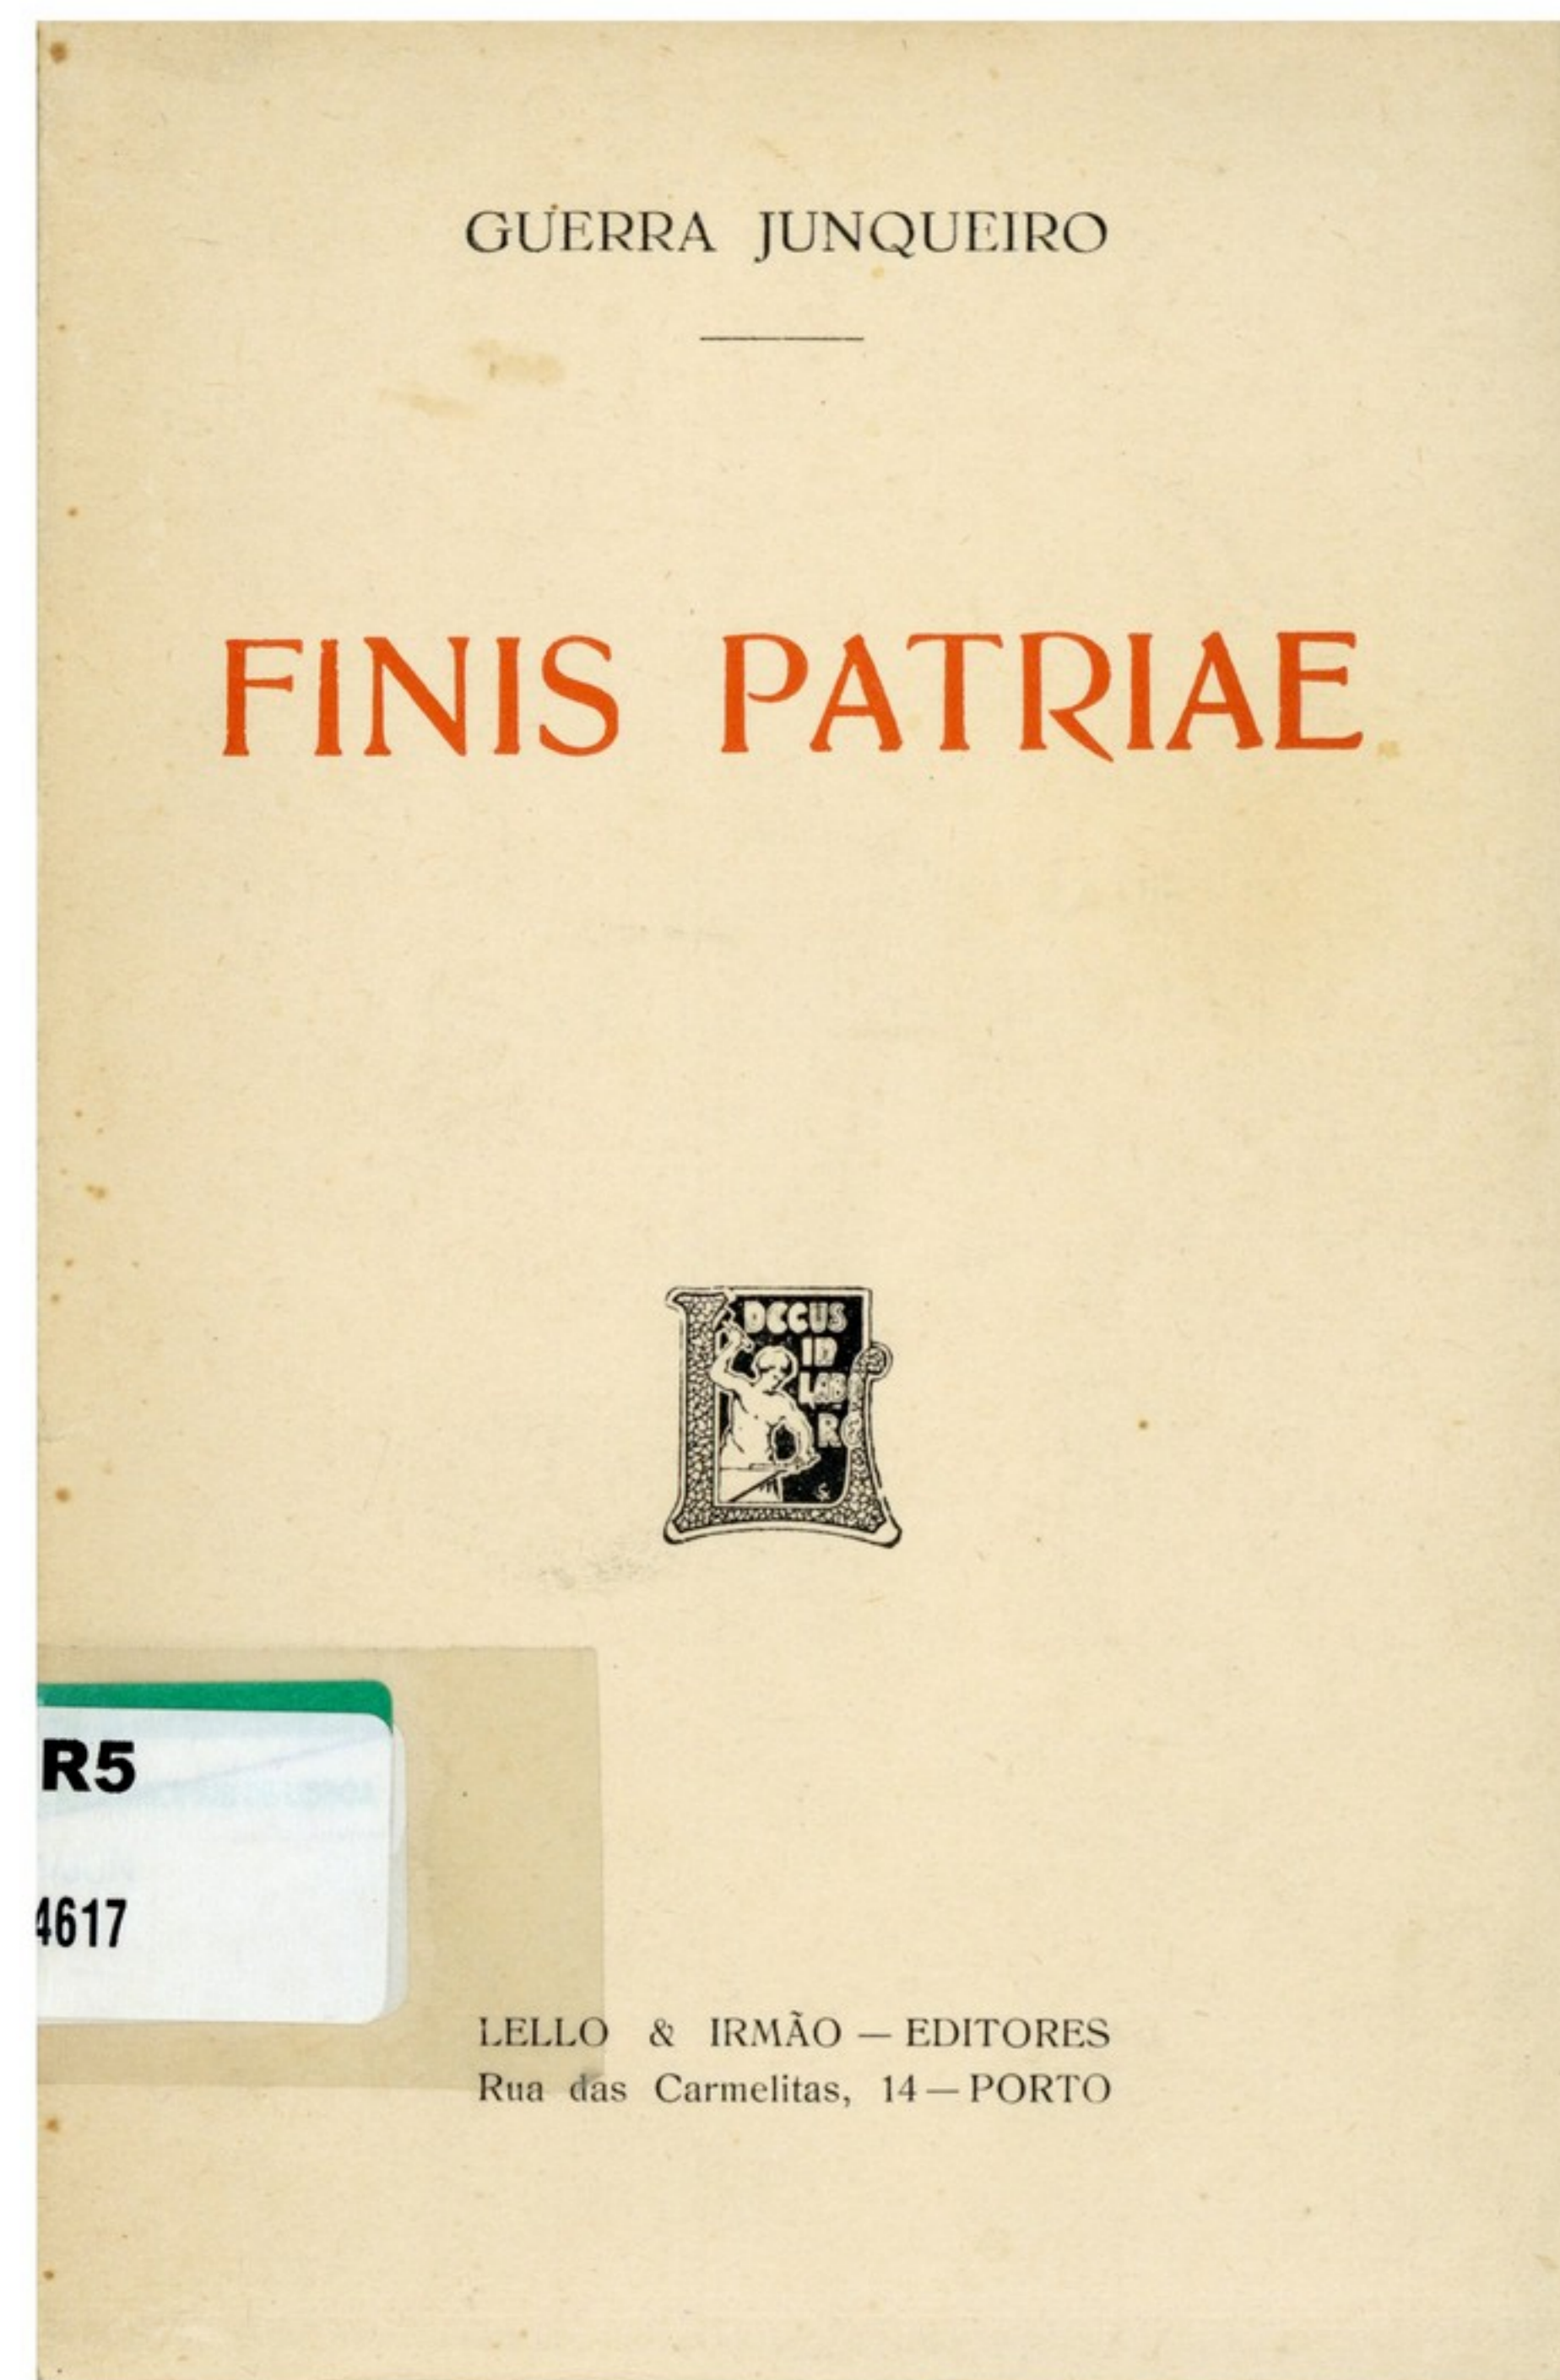 GUERRA JUNQUEIRO
FINIS PATRIAE
DECUS
IN
LABO
RE
R5
4617
LELLO & IRMÃO — EDITORES
Rua das Carmelitas, 14 — PORTO